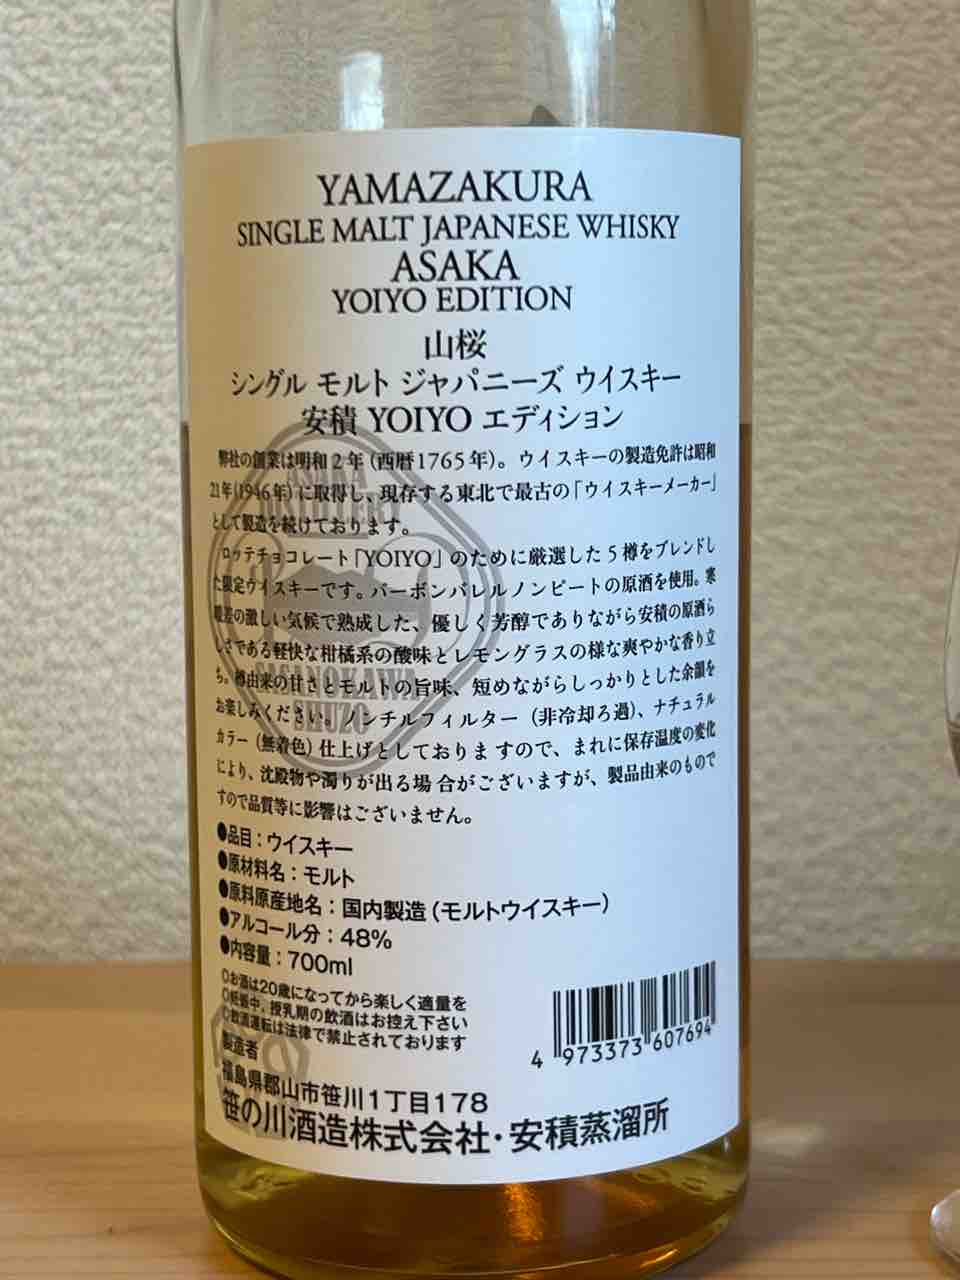 YAMAZAKURA
SINGLE MALT JAPANESE WHISKY
ASAKA
YOIYO EDITION
山桜
シングル モルト ジャパニーズ ウイスキー
安積 YOIYO エディション
弊社の創業は明和2年(西暦1765年)。ウイスキーの製造免許は昭和
21年(1946年)に取得し、現存する東北で最古の「ウイスキーメーカー」
として製造を続けております。
ロッテチョコレート「YOIYO」のために厳選した5樽をブレンドし
た限定ウイスキーです。バーボンバレルノンピートの原酒を使用。寒
暖差の激しい気候で熟成した、優しく芳醇でありながら安積の原酒ら
しさである軽快な柑橘系の酸味とレモングラスの様な爽やかな香り立
ち。樽由来の甘さとモルトの旨味、短めながらしっかりとした余韻を
お楽しみください。ノンチルフィルター(非冷却ろ過)、ナチュラル
カラー(無着色)仕上げとしておりま すので、まれに保存温度の変化
により、沈殿物や濁りが出る場 合がございますが、製品由来のもので
すので品質等に影響はございません。
ASAKA DISTILLERY
SASANOKAWA
SHUZO
●品目：ウイスキー
●原材料名：モルト
●原料原産地名：国内製造(モルトウイスキー)
●アルコール分：48%
●内容量：700ml
○お酒は20歳になってから楽しく適量を
○妊娠中、授乳期の飲酒はお控え下さい
○飲酒運転は法律で禁止されております
製造者
福島県郡山市笹川1丁目178
笹の川酒造株式会社・安積蒸溜所
4 973373 607694